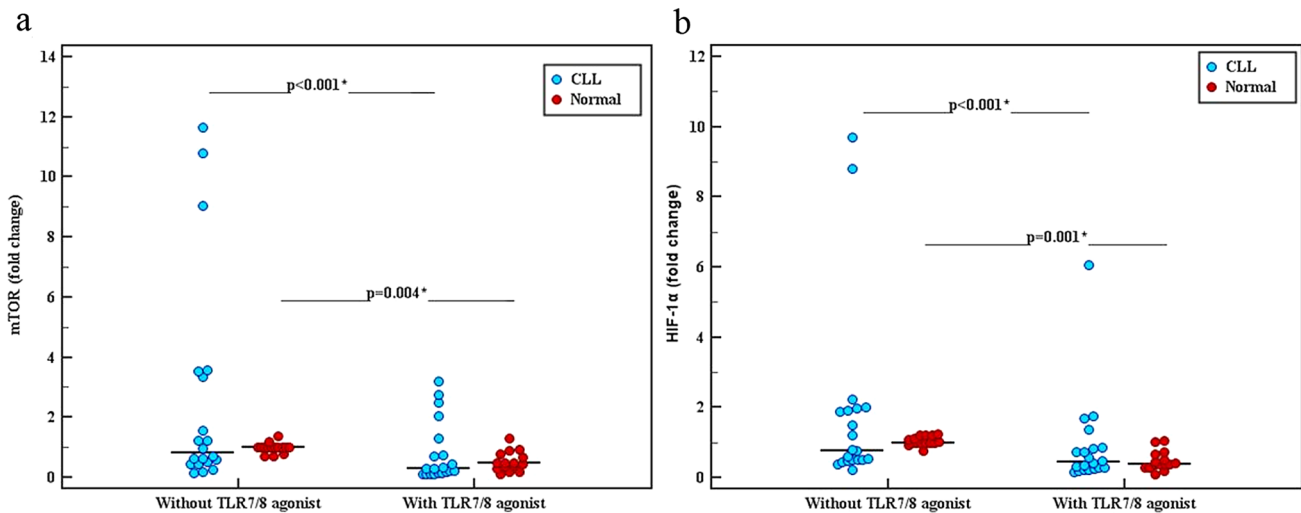 a
mTOR (fold change)
14
12
10
8
6
4
2
0
CLL
Normal
p<0.001*
p=0.004*
Without TLR7/8 agonist
With TLR7/8 agonist
b
HIF-1α (fold change)
12
10
8
6
4
2
0
CLL
Normal
p<0.001*
p=0.001*
Without TLR7/8 agonist
With TLR7/8 agonist